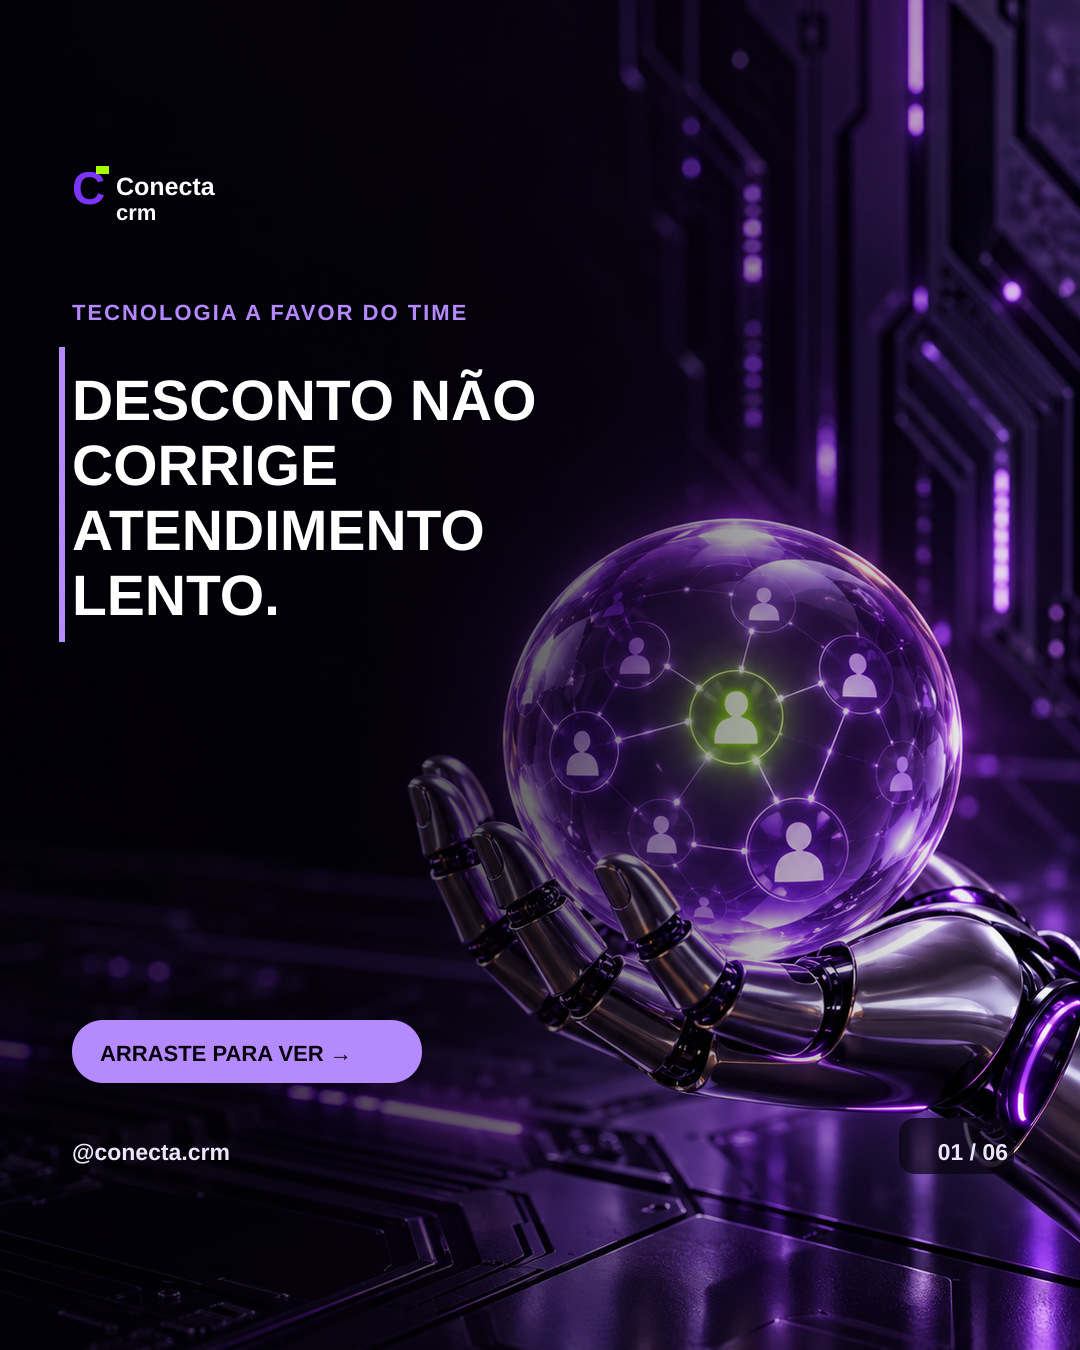 Conecta
crm
TECNOLOGIA A FAVOR DO TIME
DESCONTO NÃO
CORRIGE
ATENDIMENTO
LENTO.
ARRASTE PARA VER →
@conecta.crm
01 / 06